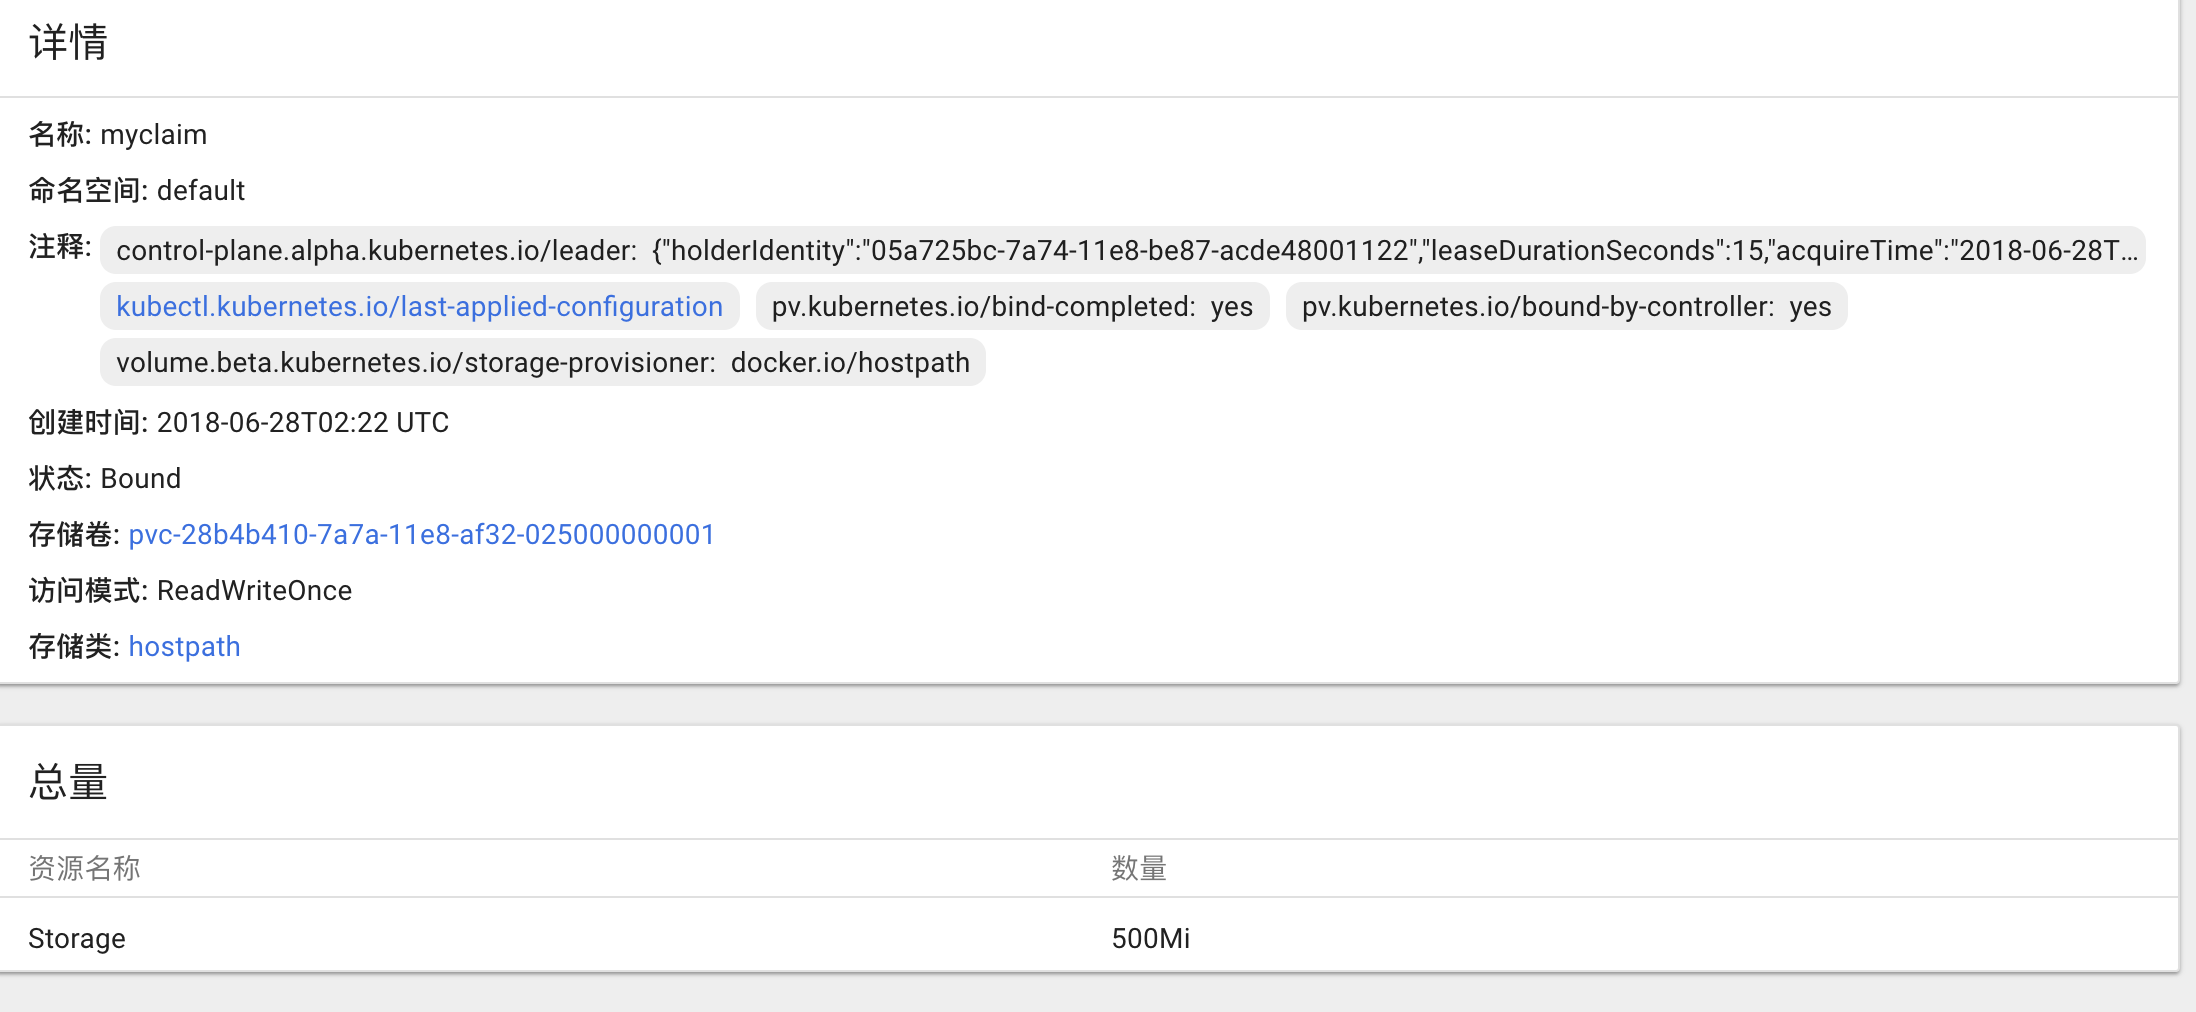 详情
名称: myclaim
命名空间: default
注释: control-plane.alpha.kubernetes.io/leader: {"holderIdentity":"05a725bc-7a74-11e8-be87-acde48001122","leaseDurationSeconds":15,"acquireTime":"2018-06-28T...
kubectl.kubernetes.io/last-applied-configuration pv.kubernetes.io/bind-completed: yes pv.kubernetes.io/bound-by-controller: yes
volume.beta.kubernetes.io/storage-provisioner: docker.io/hostpath
创建时间: 2018-06-28T02:22 UTC
状态: Bound
存储卷: pvc-28b4b410-7a7a-11e8-af32-025000000001
访问模式: ReadWriteOnce
存储类: hostpath
总量
资源名称 数量
Storage 500Mi